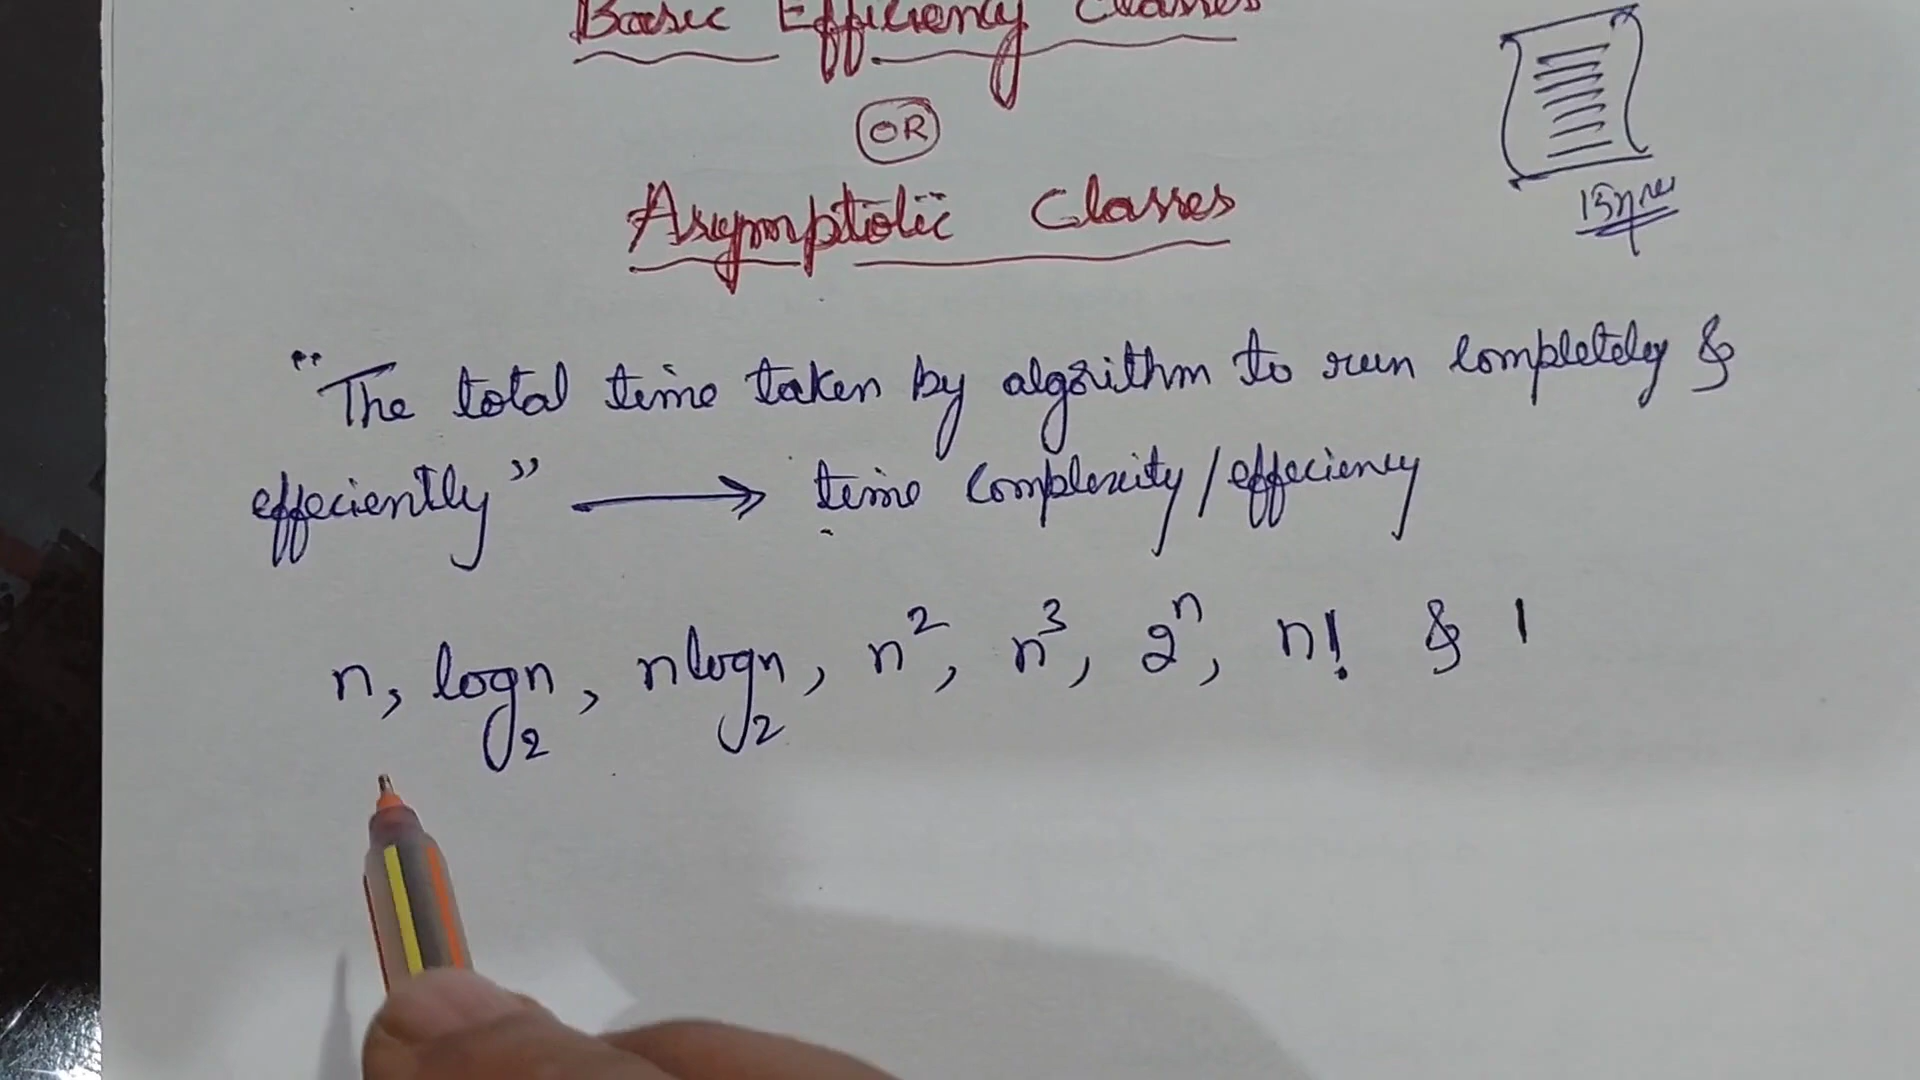 Basic Efficiency Classes
OR
Asymptotic Classes
"The total time taken by algorithm to run completely &
effeciently" → time complexity/effeciency
n, log₂n, nlog₂n, n², n³, 2ⁿ, n! & 1